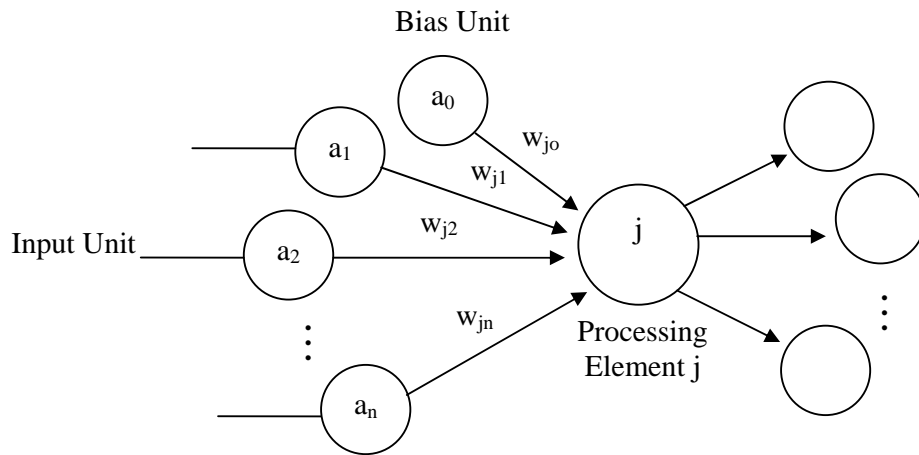 Bias Unit
a0
wjo
a1
wj1
j
wj2
Input Unit
a2
⋮
⋮
wjn
Processing
Element j
an